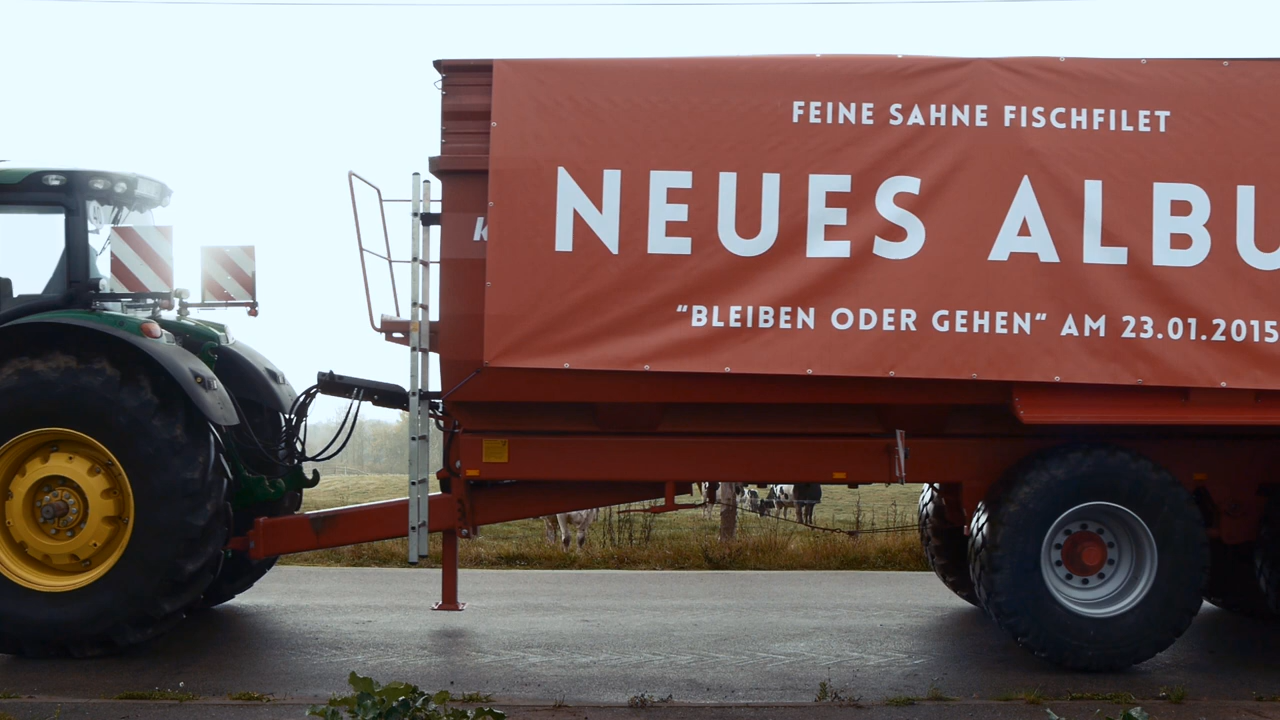 FEINE SAHNE FISCHFILET
NEUES ALBU
“BLEIBEN ODER GEHEN“ AM 23.01.2015